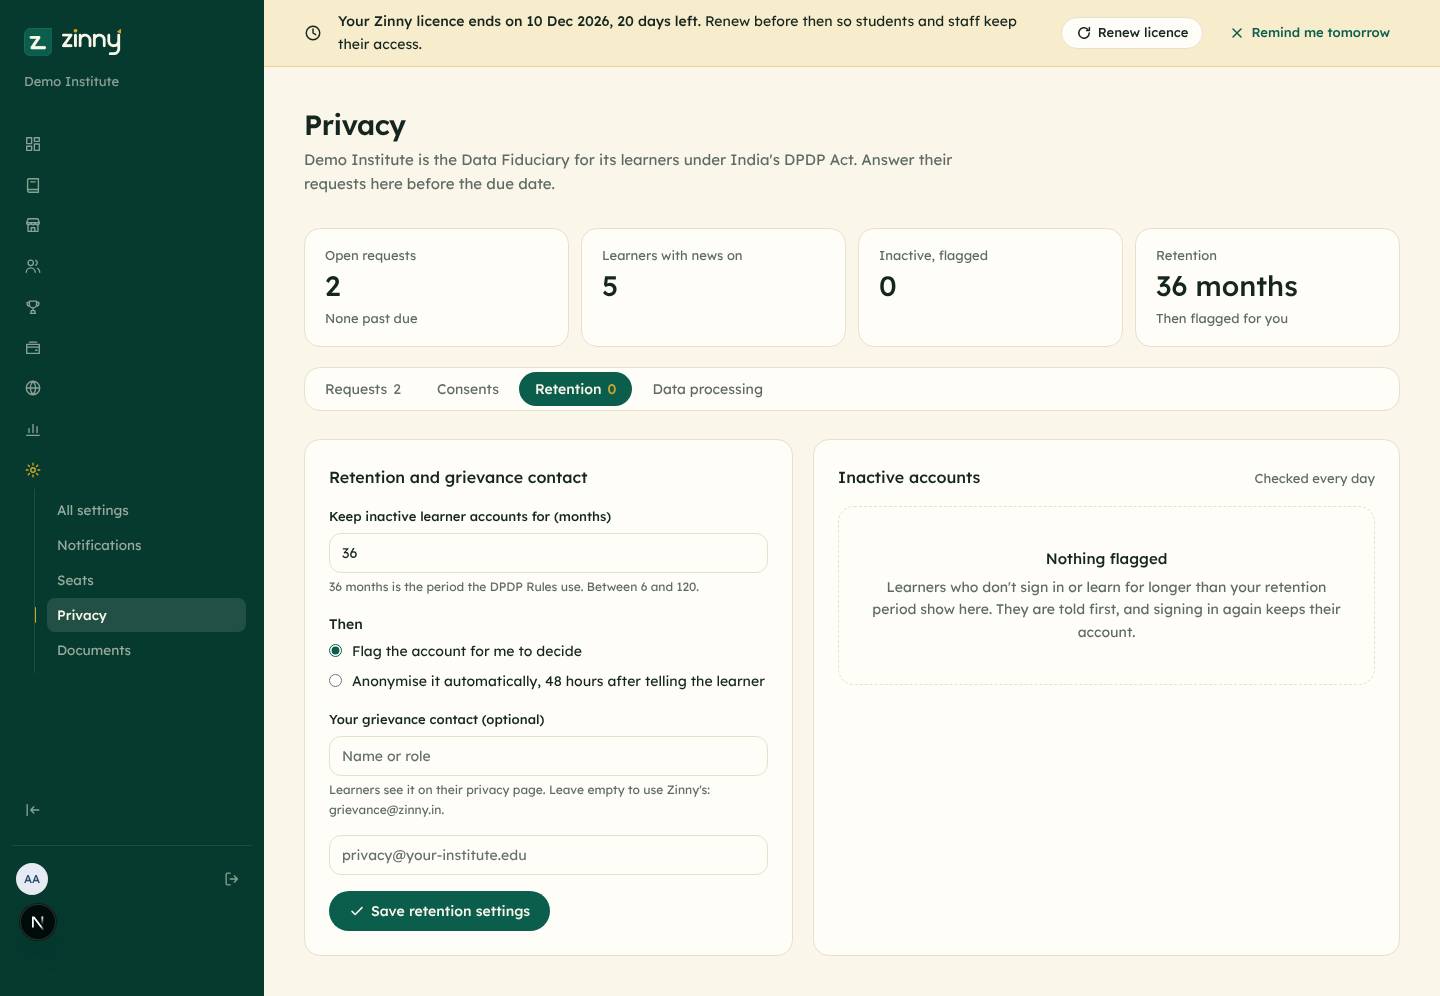 zinny
Demo Institute
All settings
Notifications
Seats
Privacy
Documents
AA
N
Your Zinny licence ends on 10 Dec 2026, 20 days left. Renew before then so students and staff keep
their access.
Renew licence
Remind me tomorrow
Privacy
Demo Institute is the Data Fiduciary for its learners under India's DPDP Act. Answer their
requests here before the due date.
Open requests
2
None past due
Learners with news on
5
Inactive, flagged
0
Retention
36 months
Then flagged for you
Requests 2
Consents
Retention 0
Data processing
Retention and grievance contact
Keep inactive learner accounts for (months)
36
36 months is the period the DPDP Rules use. Between 6 and 120.
Then
Flag the account for me to decide
Anonymise it automatically, 48 hours after telling the learner
Your grievance contact (optional)
Name or role
Learners see it on their privacy page. Leave empty to use Zinny's:
grievance@zinny.in.
privacy@your-institute.edu
Save retention settings
Inactive accounts
Checked every day
Nothing flagged
Learners who don't sign in or learn for longer than your retention
period show here. They are told first, and signing in again keeps their
account.